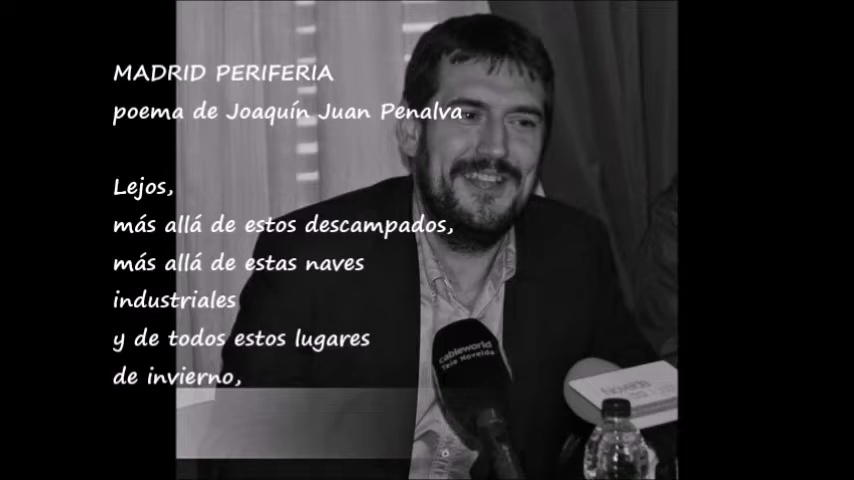 MADRID PERIFERIA
poema de Joaquín Juan Penalva
Lejos,
más allá de estos descampados,
más allá de estas naves
industriales
y de todos estos lugares
de invierno,
cableworld
Tele Novelda